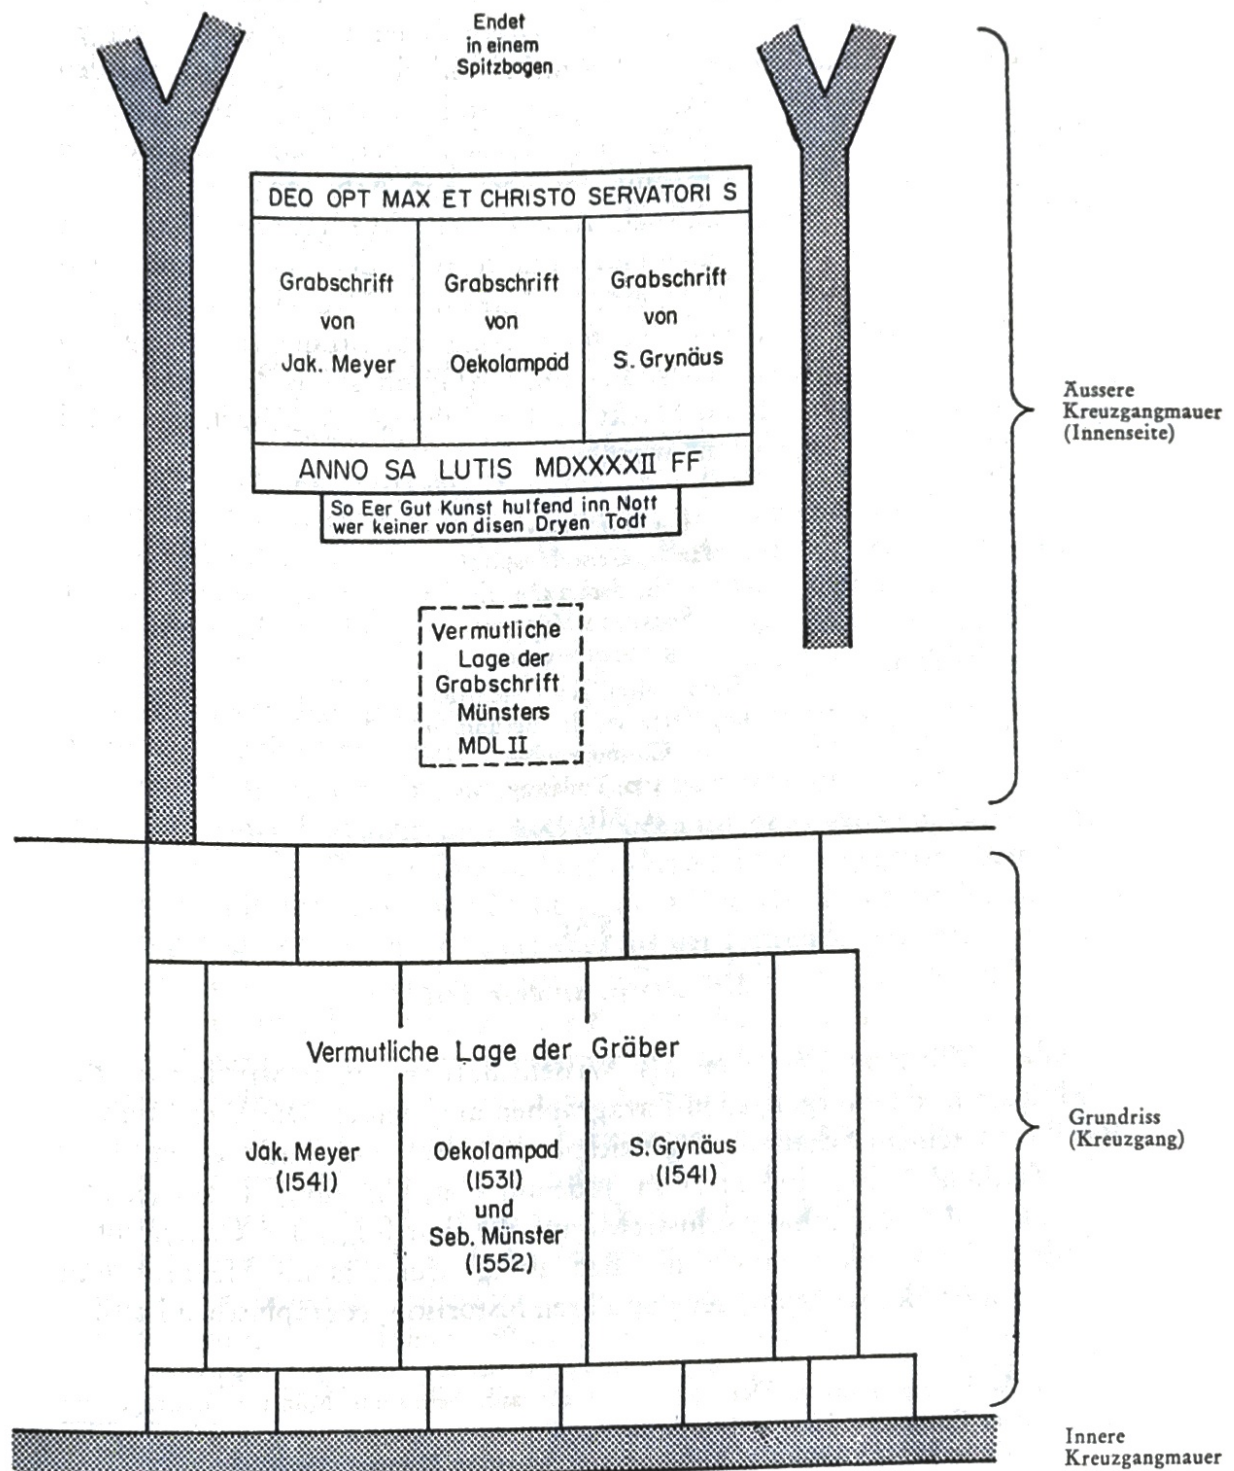 Endet
in einem
Spitzbogen
DEO OPT MAX ET CHRISTO SERVATORI S
Grabschrift
von
Jak. Meyer
Grabschrift
von
Oekolampad
Grabschrift
von
S. Grynäus
ANNO SA LUTIS MDXXXXII FF
So Eer Gut Kunst hulfend inn Nott
wer keiner von disen Dryen Todt
Äussere
Kreuzgangmauer
(Innenseite)
Vermutliche
Lage der
Grabschrift
Münsters
MDLII
Vermutliche Lage der Gräber
Jak. Meyer
(1541)
Oekolampad
(1531)
und
Seb. Münster
(1552)
S. Grynäus
(1541)
Grundriss
(Kreuzgang)
Innere
Kreuzgangmauer